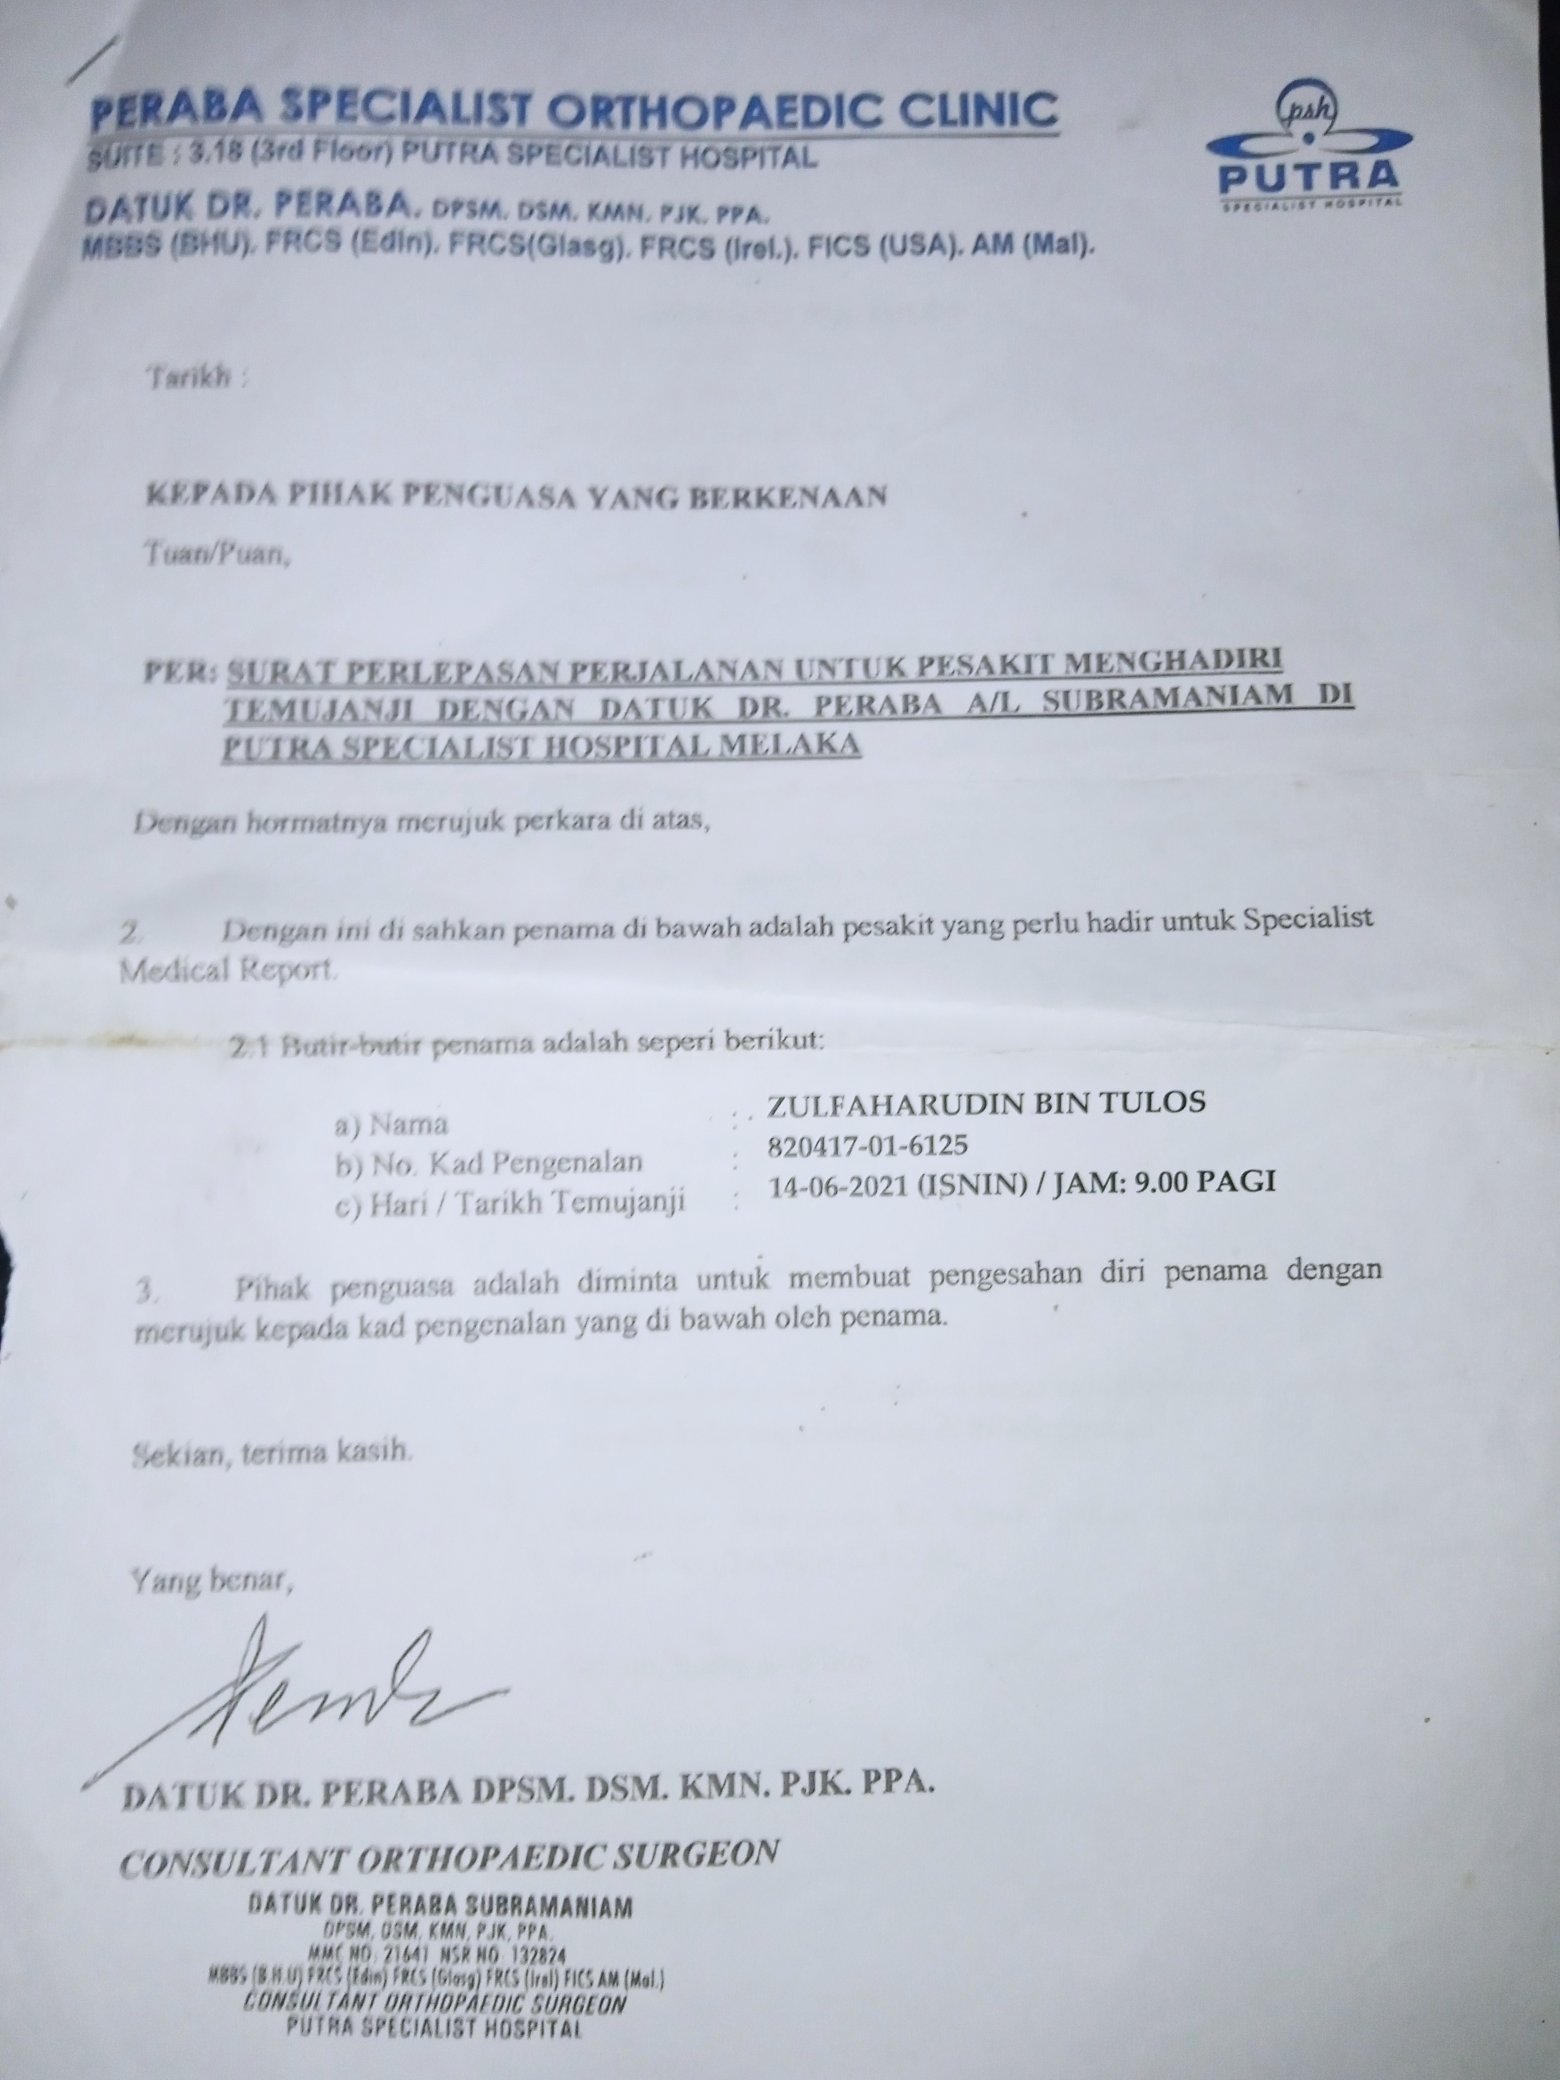 PERABA SPECIALIST ORTHOPAEDIC CLINIC
SUITE : 3.18 (3rd Floor) PUTRA SPECIALIST HOSPITAL
DATUK DR. PERABA. DPSM. DSM. KMN. PJK. PPA.
MBBS (BHU). FRCS (Edin). FRCS(Glasg). FRCS (Irel.). FICS (USA). AM (Mal).
psh
PUTRA
SPECIALIST HOSPITAL
Tarikh :
KEPADA PIHAK PENGUASA YANG BERKENAAN
Tuan/Puan,
PER: SURAT PERLEPASAN PERJALANAN UNTUK PESAKIT MENGHADIRI
TEMUJANJI DENGAN DATUK DR. PERABA A/L SUBRAMANIAM DI
PUTRA SPECIALIST HOSPITAL MELAKA
Dengan hormatnya merujuk perkara di atas,
2. Dengan ini di sahkan penama di bawah adalah pesakit yang perlu hadir untuk Specialist
Medical Report.
2.1 Butir-butir penama adalah seperi berikut:
a) Nama : . ZULFAHARUDIN BIN TULOS
b) No. Kad Pengenalan : 820417-01-6125
c) Hari / Tarikh Temujanji : 14-06-2021 (ISNIN) / JAM: 9.00 PAGI
3. Pihak penguasa adalah diminta untuk membuat pengesahan diri penama dengan
merujuk kepada kad pengenalan yang di bawah oleh penama.
Sekian, terima kasih.
Yang benar,
DATUK DR. PERABA DPSM. DSM. KMN. PJK. PPA.
CONSULTANT ORTHOPAEDIC SURGEON
DATUK DR. PERABA SUBRAMANIAM
DPSM, DSM, KMN, PJK, PPA.
MMC NO. 21641 NSR NO. 132824
MBBS (B.H.U) FRCS (Edin) FRCS (Glasg) FRCS (Irel) FICS AM (Mal.)
CONSULTANT ORTHOPAEDIC SURGEON
PUTRA SPECIALIST HOSPITAL